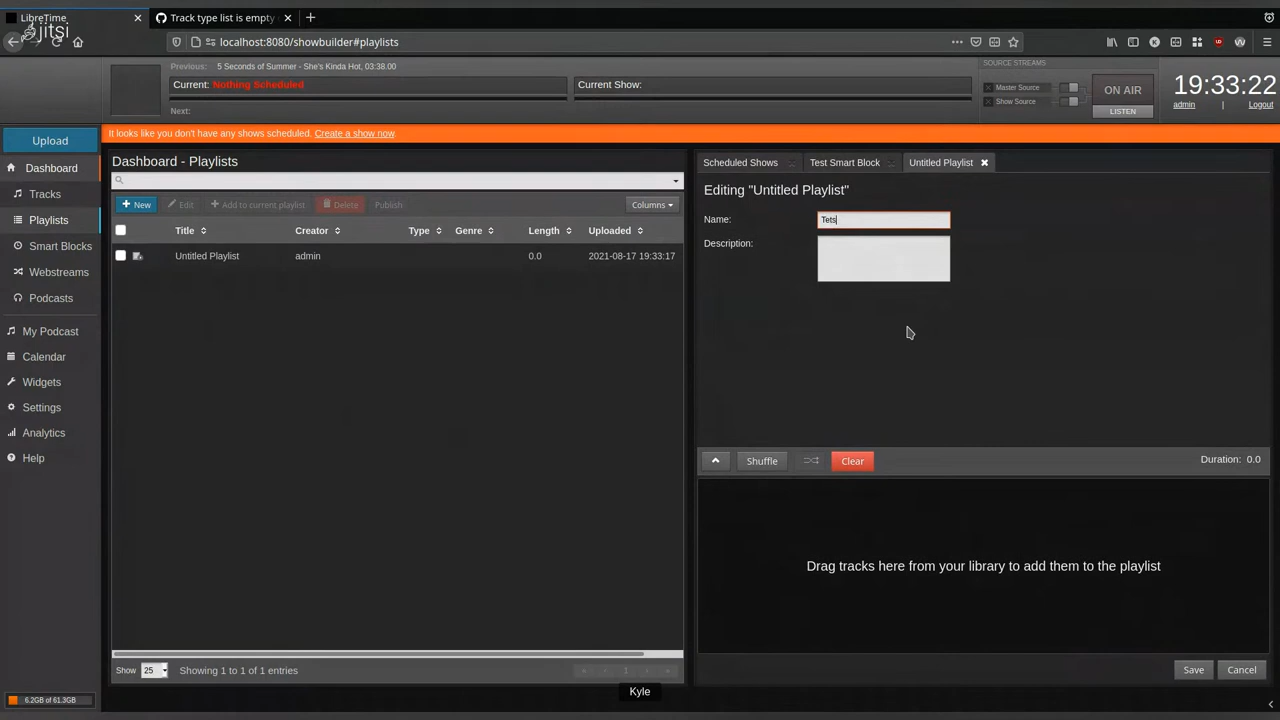 LibreTime
Track type list is empty
jitsi
localhost:8080/showbuilder#playlists
Previous: 5 Seconds of Summer - She's Kinda Hot, 03:38.00
Current: Nothing Scheduled
Current Show:
Next:
SOURCE STREAMS
Master Source
Show Source
ON AIR
LISTEN
19:33:22
admin | Logout
It looks like you don't have any shows scheduled. Create a show now.
Upload
Dashboard
Tracks
Playlists
Smart Blocks
Webstreams
Podcasts
My Podcast
Calendar
Widgets
Settings
Analytics
Help
6.2GB of 61.3GB
Dashboard - Playlists
New Edit Add to current playlist Delete Publish Columns
Title Creator Type Genre Length Uploaded
Untitled Playlist admin 0.0 2021-08-17 19:33:17
Show 25 Showing 1 to 1 of 1 entries
1
Scheduled Shows Test Smart Block Untitled Playlist
Editing "Untitled Playlist"
Name: Tets
Description:
Shuffle Clear Duration: 0.0
Drag tracks here from your library to add them to the playlist
Save Cancel
Kyle